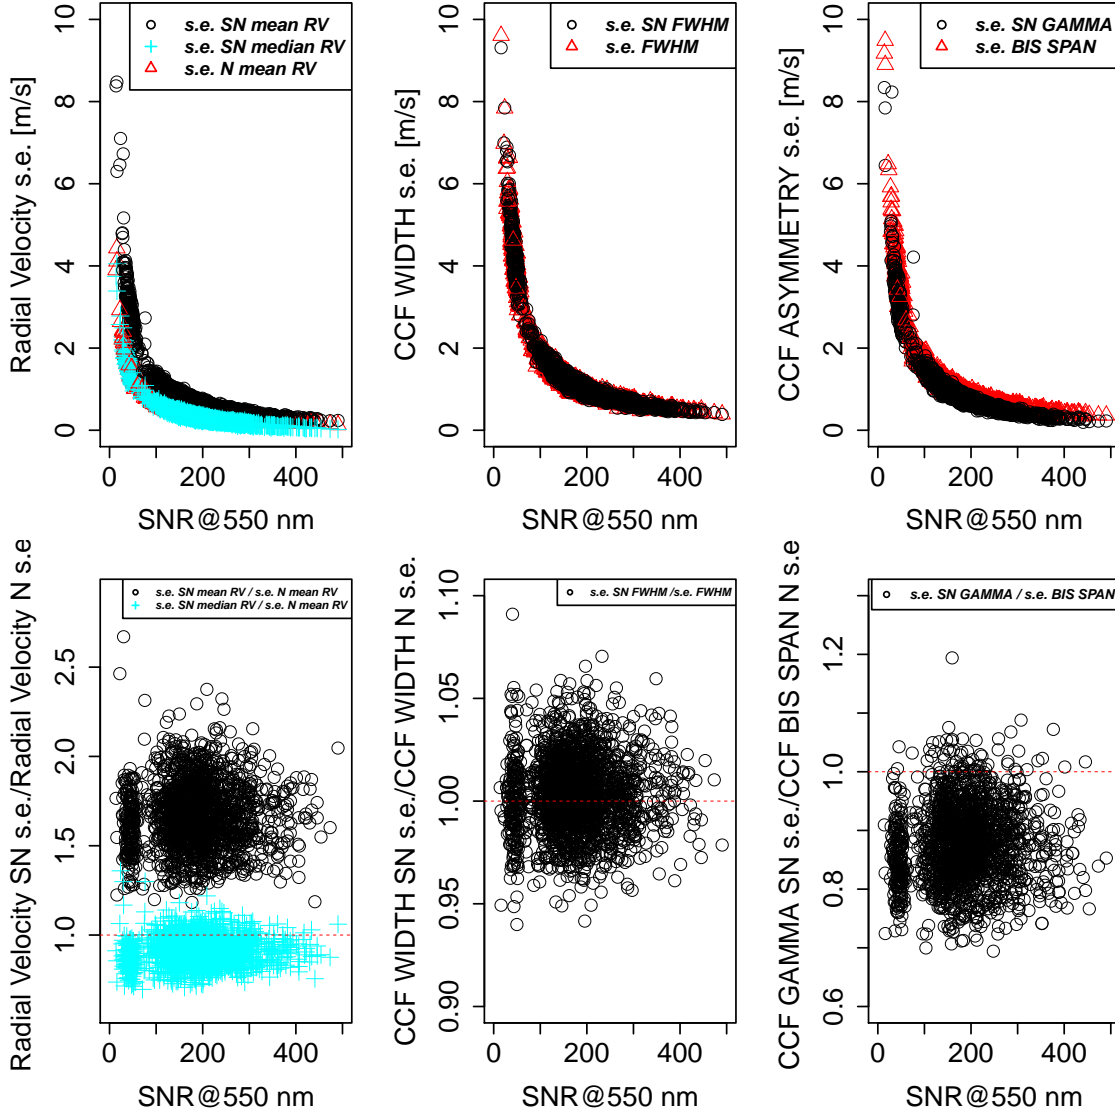 s.e. SN mean RV
s.e. SN median RV
s.e. N mean RV
Radial Velocity s.e. [m/s]
0 2 4 6 8 10
0 200 400
SNR@550 nm
s.e. SN FWHM
s.e. FWHM
CCF WIDTH s.e. [m/s]
0 2 4 6 8 10
0 200 400
SNR@550 nm
s.e. SN GAMMA
s.e. BIS SPAN
CCF ASYMMETRY s.e. [m/s]
0 2 4 6 8 10
0 200 400
SNR@550 nm
s.e. SN mean RV / s.e. N mean RV
s.e. SN median RV / s.e. N mean RV
Radial Velocity SN s.e./Radial Velocity N s.e
1.0 1.5 2.0 2.5
0 200 400
SNR@550 nm
s.e. SN FWHM /s.e. FWHM
CCF WIDTH SN s.e./CCF WIDTH N s.e.
0.90 0.95 1.00 1.05 1.10
0 200 400
SNR@550 nm
s.e. SN GAMMA / s.e. BIS SPAN
CCF GAMMA SN s.e./CCF BIS SPAN N s.e
0.6 0.8 1.0 1.2
0 200 400
SNR@550 nm